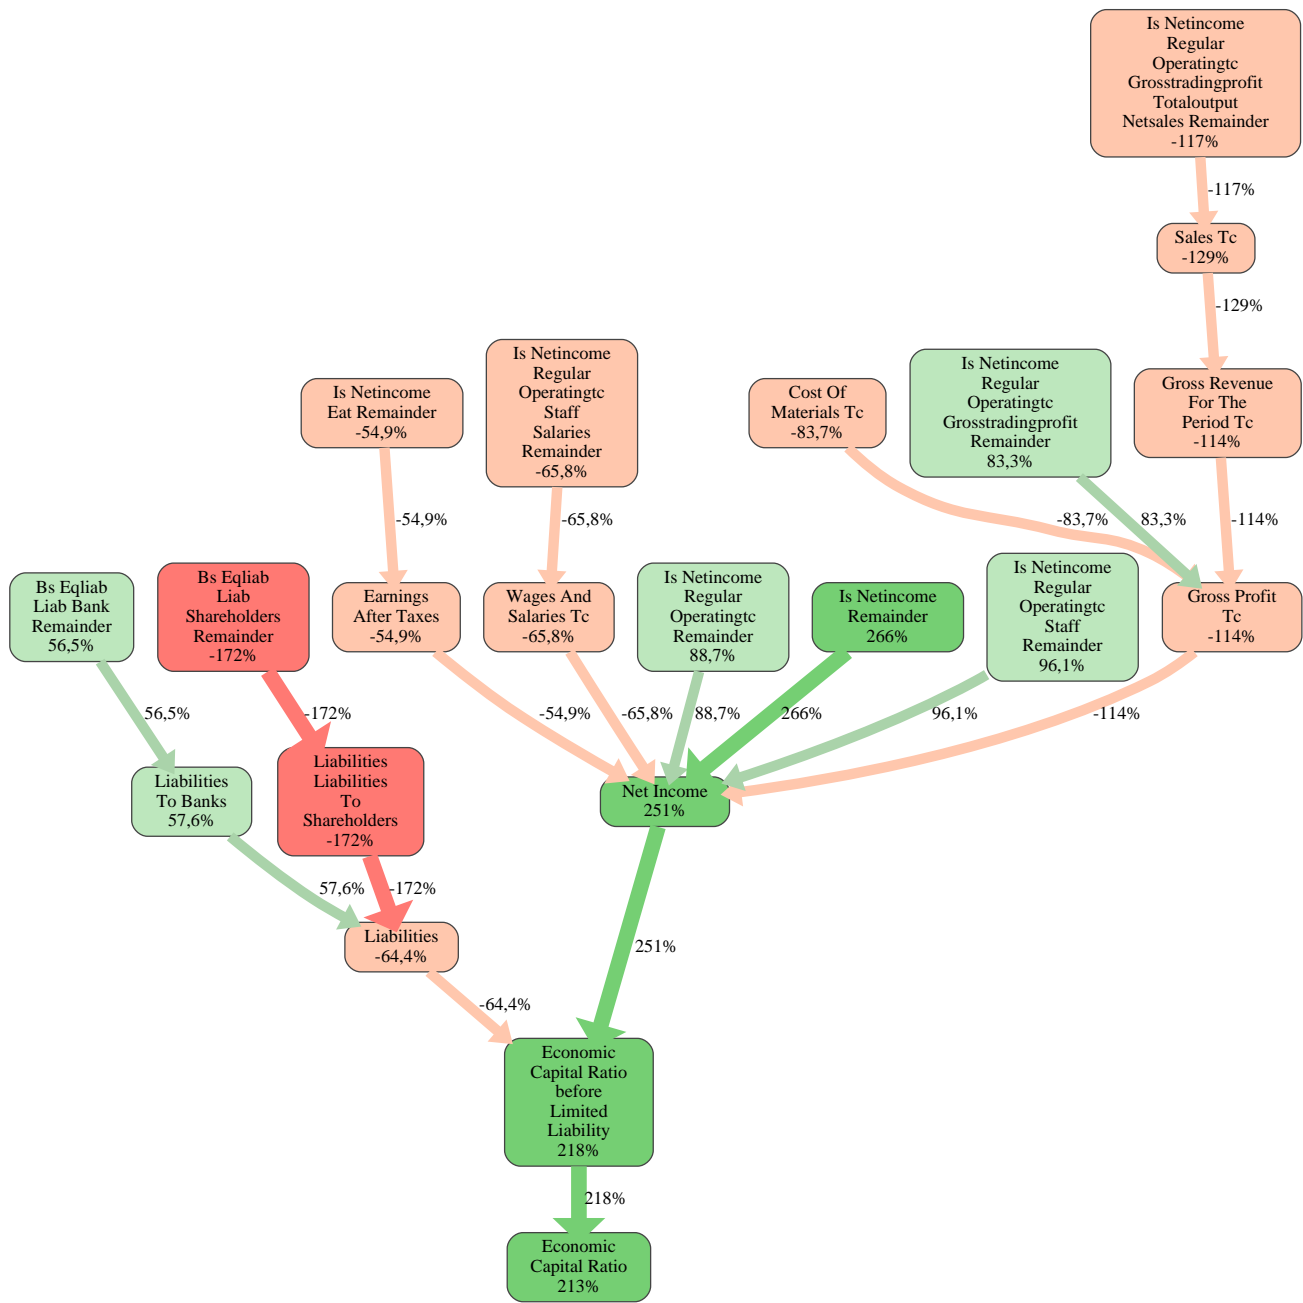 Is Netincome
Regular
Operatingtc
Grosstradingprofit
Totaloutput
Netsales Remainder
-117%
-117%
Sales Tc
-129%
-129%
Is Netincome
Eat Remainder
-54,9%
Is Netincome
Regular
Operatingtc
Staff
Salaries
Remainder
-65,8%
Cost Of
Materials Tc
-83,7%
Is Netincome
Regular
Operatingtc
Grosstradingprofit
Remainder
83,3%
Gross Revenue
For The
Period Tc
-114%
-54,9%
-65,8%
-83,7%
83,3%
-114%
Bs Eqliab
Liab Bank
Remainder
56,5%
Bs Eqliab
Liab
Shareholders
Remainder
-172%
Earnings
After Taxes
-54,9%
Wages And
Salaries Tc
-65,8%
Is Netincome
Regular
Operatingtc
Remainder
88,7%
Is Netincome
Remainder
266%
Is Netincome
Regular
Operatingtc
Staff
Remainder
96,1%
Gross Profit
Tc
-114%
56,5%
-172%
-54,9%
-65,8%
88,7%
266%
96,1%
-114%
Liabilities
To Banks
57,6%
Liabilities
Liabilities
To
Shareholders
-172%
Net Income
251%
57,6%
-172%
Liabilities
-64,4%
251%
-64,4%
Economic
Capital Ratio
before
Limited
Liability
218%
218%
Economic
Capital Ratio
213%